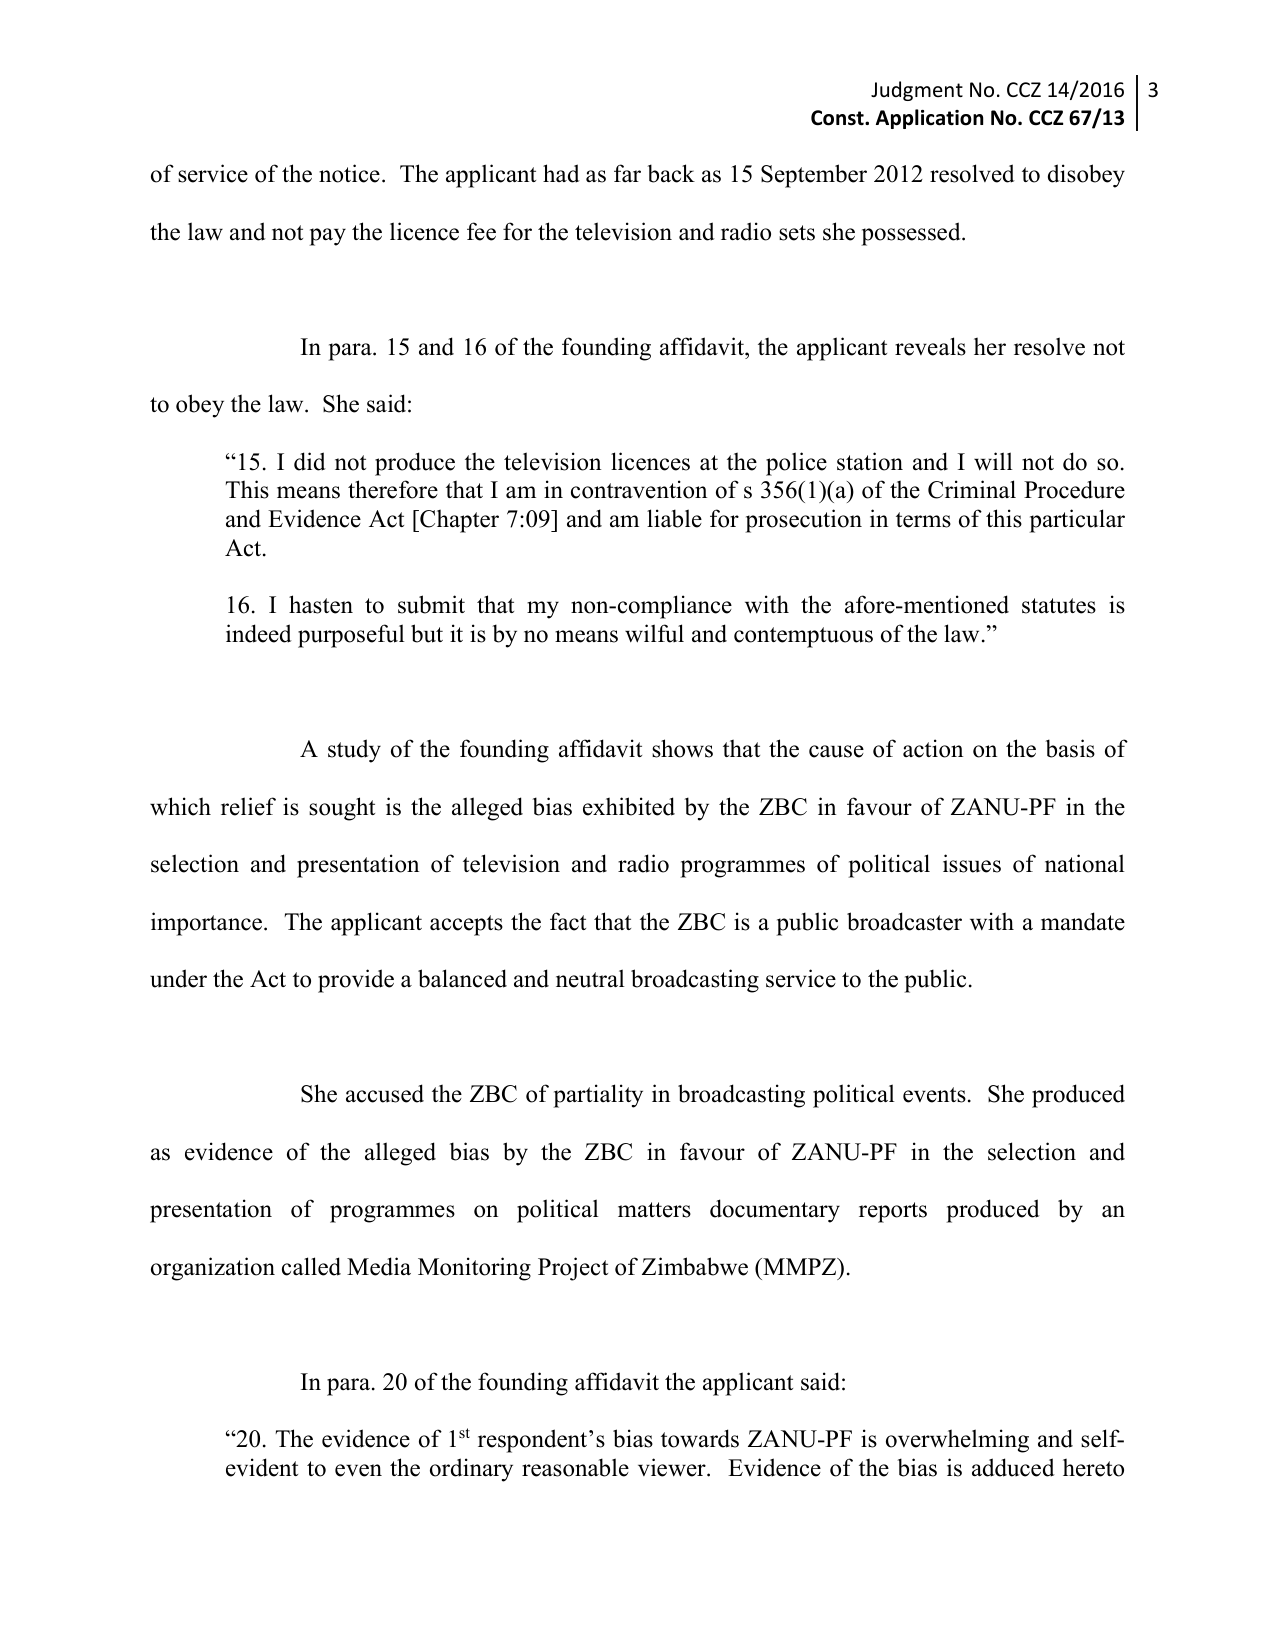 Judgment No. CCZ 14/2016 3
Const. Application No. CCZ 67/13
of service of the notice.  The applicant had as far back as 15 September 2012 resolved to disobey
the law and not pay the licence fee for the television and radio sets she possessed.
In para. 15 and 16 of the founding affidavit, the applicant reveals her resolve not
to obey the law.  She said:
“15. I did not produce the television licences at the police station and I will not do so.
This means therefore that I am in contravention of s 356(1)(a) of the Criminal Procedure
and Evidence Act [Chapter 7:09] and am liable for prosecution in terms of this particular
Act.
16. I hasten to submit that my non-compliance with the afore-mentioned statutes is
indeed purposeful but it is by no means wilful and contemptuous of the law.”
A study of the founding affidavit shows that the cause of action on the basis of
which relief is sought is the alleged bias exhibited by the ZBC in favour of ZANU-PF in the
selection and presentation of television and radio programmes of political issues of national
importance.  The applicant accepts the fact that the ZBC is a public broadcaster with a mandate
under the Act to provide a balanced and neutral broadcasting service to the public.
She accused the ZBC of partiality in broadcasting political events.  She produced
as evidence of the alleged bias by the ZBC in favour of ZANU-PF in the selection and
presentation of programmes on political matters documentary reports produced by an
organization called Media Monitoring Project of Zimbabwe (MMPZ).
In para. 20 of the founding affidavit the applicant said:
“20. The evidence of 1st respondent’s bias towards ZANU-PF is overwhelming and self-
evident to even the ordinary reasonable viewer.  Evidence of the bias is adduced hereto